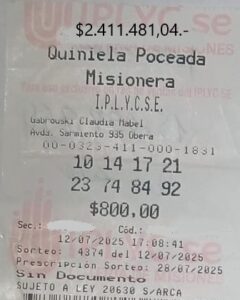 $2.411.481,04.-
Quiniela Poceada
Misionera
I.P.L.Y.C.S.E.
Gabrouski Claudia Mabel
Avda. Sarmiento 935 Obera
00-0323-411-000-1831
10 14 17 21
23 74 84 92
$800,00
Sec.: Cód.:
12/07/2025 17:08:41
Sorteo: 4374 del 12/07/2025
Prescripción Sorteo: 28/07/2025
Sin Documento
SUJETO A LEY 20630 S/ARCA